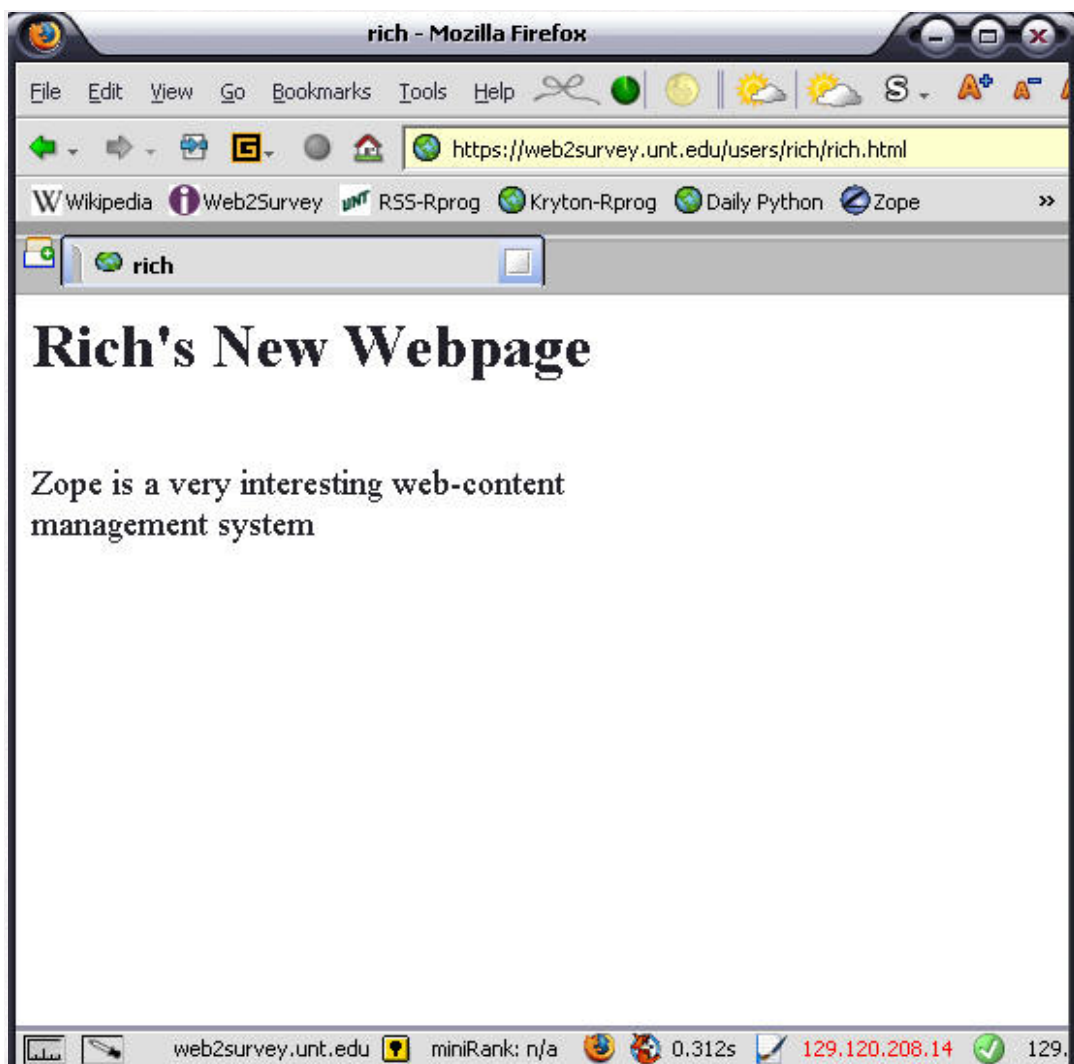 rich - Mozilla Firefox
File Edit View Go Bookmarks Tools Help S A+ A-
G https://web2survey.unt.edu/users/rich/rich.html
W Wikipedia i Web2Survey UNT RSS-Rprog Kryton-Rprog Daily Python Zope »
rich
Rich's New Webpage
Zope is a very interesting web-content
management system
web2survey.unt.edu miniRank: n/a 0.312s 129.120.208.14 129.